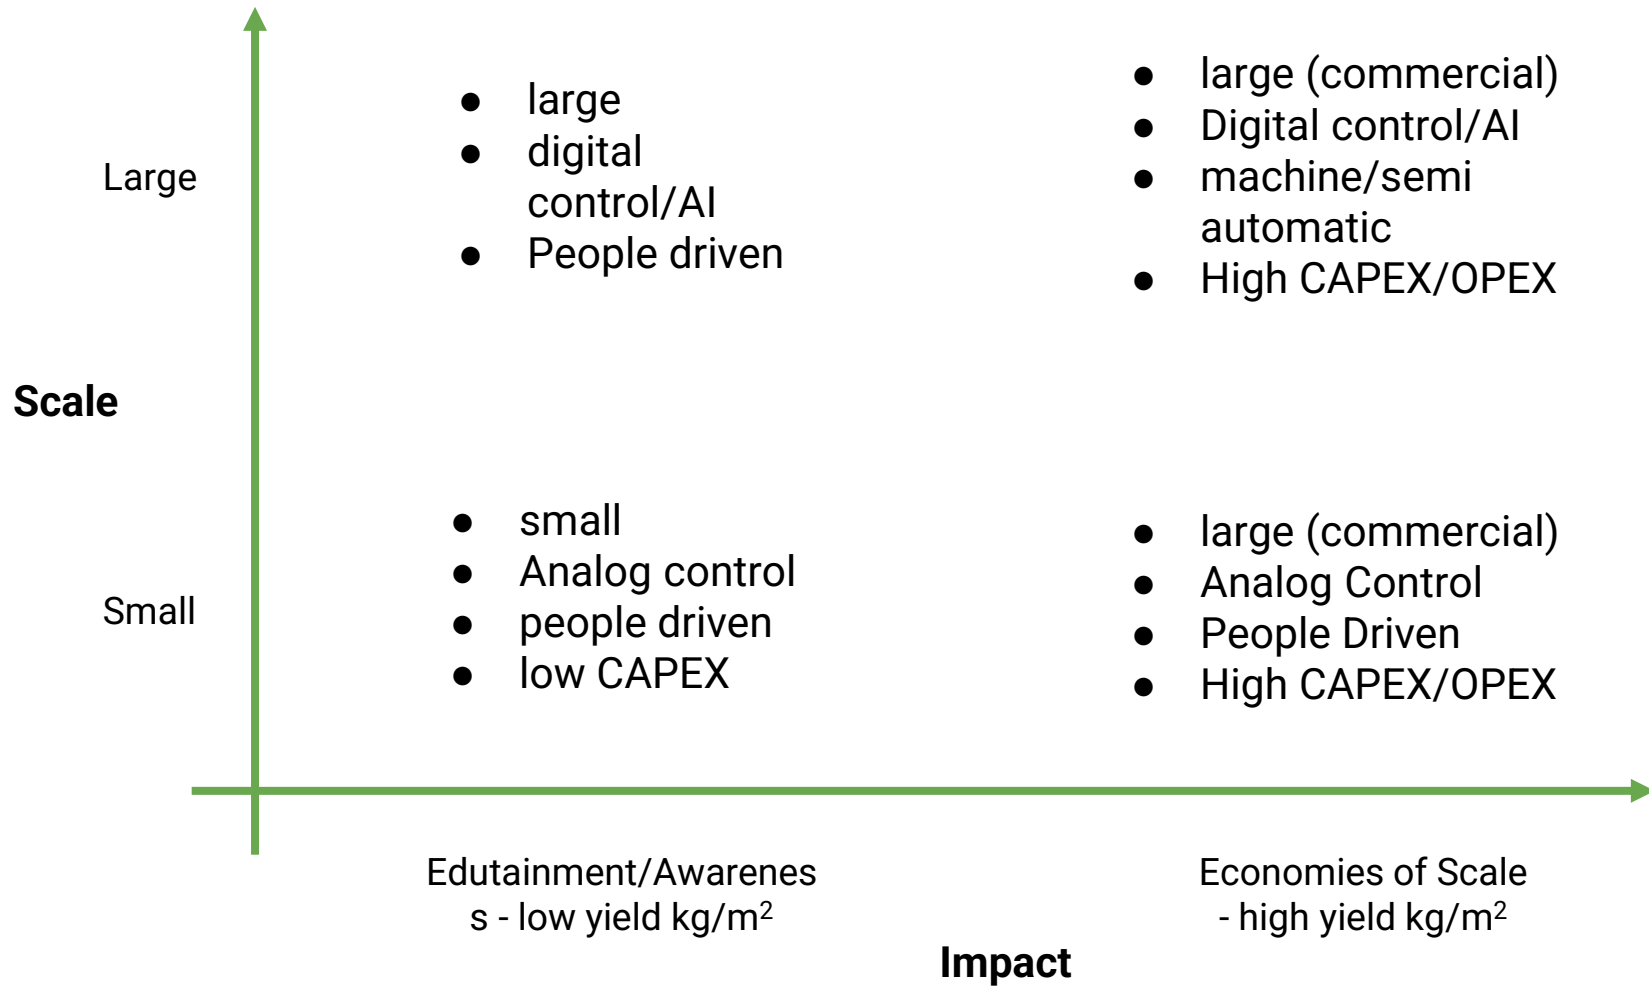 Large
● large
● digital
control/AI
● People driven
● large (commercial)
● Digital control/AI
● machine/semi
automatic
● High CAPEX/OPEX
Scale
Small
● small
● Analog control
● people driven
● low CAPEX
● large (commercial)
● Analog Control
● People Driven
● High CAPEX/OPEX
Edutainment/Awarenes
s - low yield kg/m²
Economies of Scale
- high yield kg/m²
Impact